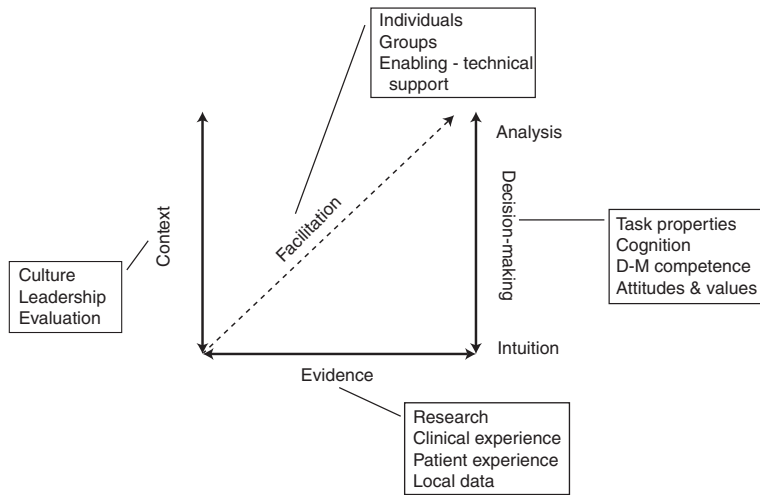 Individuals
Groups
Enabling - technical
support
Analysis
Facilitation
Context
Decision-making
Task properties
Cognition
D-M competence
Attitudes & values
Culture
Leadership
Evaluation
Intuition
Evidence
Research
Clinical experience
Patient experience
Local data